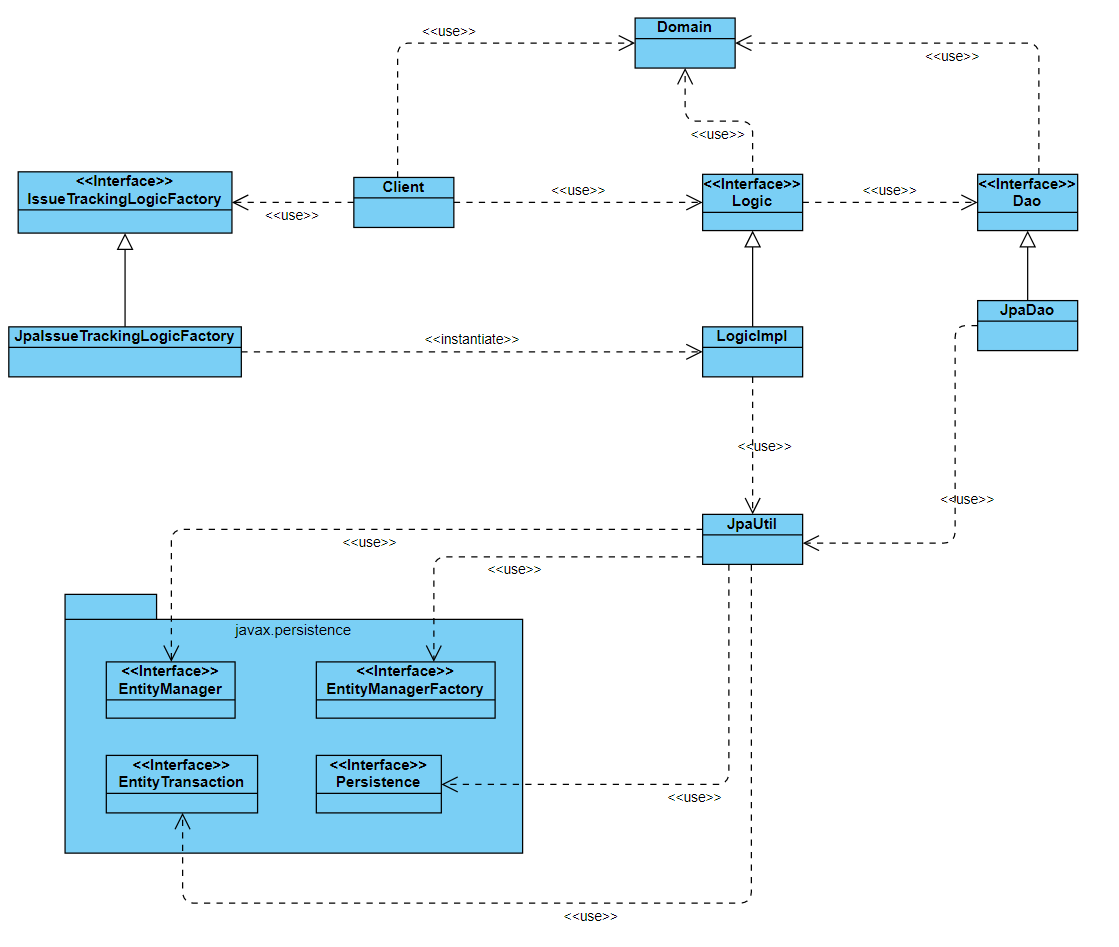 Domain
<<use>>
<<use>>
<<use>>
<<Interface>>
IssueTrackingLogicFactory
<<use>>
Client
<<use>>
<<Interface>>
Logic
<<use>>
<<Interface>>
Dao
JpaIssueTrackingLogicFactory
<<instantiate>>
LogicImpl
JpaDao
<<use>>
<<use>>
JpaUtil
<<use>>
<<use>>
javax.persistence
<<Interface>>
EntityManager
<<Interface>>
EntityManagerFactory
<<Interface>>
EntityTransaction
<<Interface>>
Persistence
<<use>>
<<use>>